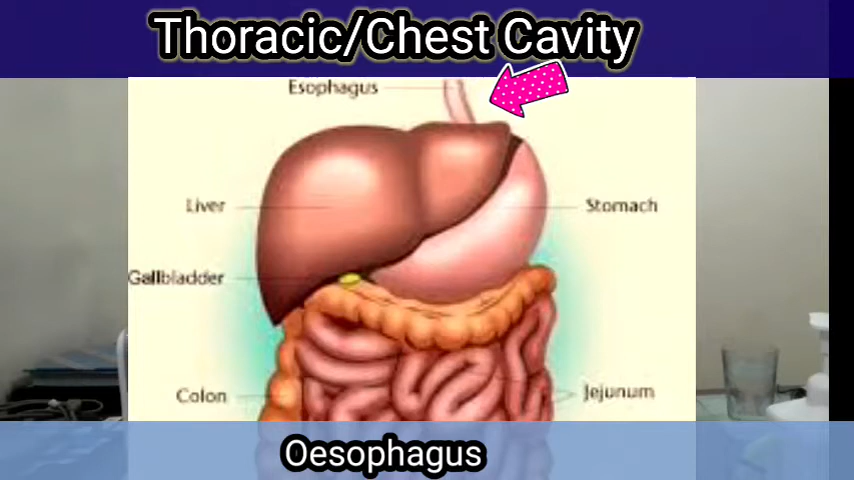 Thoracic/Chest Cavity
Esophagus
Liver
Stomach
Gallbladder
Colon
Jejunum
Oesophagus